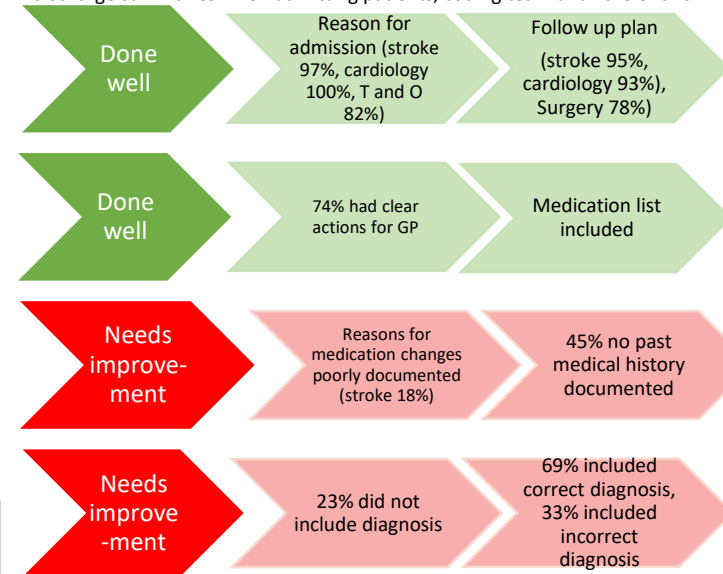 Done
well
Reason for
admission (stroke
97%, cardiology
100%, T and O
82%)
Follow up plan
(stroke 95%,
cardiology 93%),
Surgery 78%)
Done
well
74% had clear
actions for GP
Medication list
included
Needs
improve-
ment
Reasons for
medication changes
poorly documented
(stroke 18%)
45% no past
medical history
documented
Needs
improve
-ment
23% did not
include diagnosis
69% included
correct diagnosis,
33% included
incorrect
diagnosis